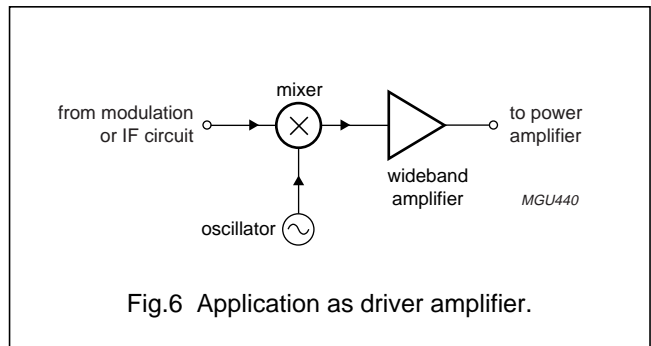 mixer
from modulation
or IF circuit
to power
amplifier
wideband
amplifier
MGU440
oscillator
Fig.6 Application as driver amplifier.